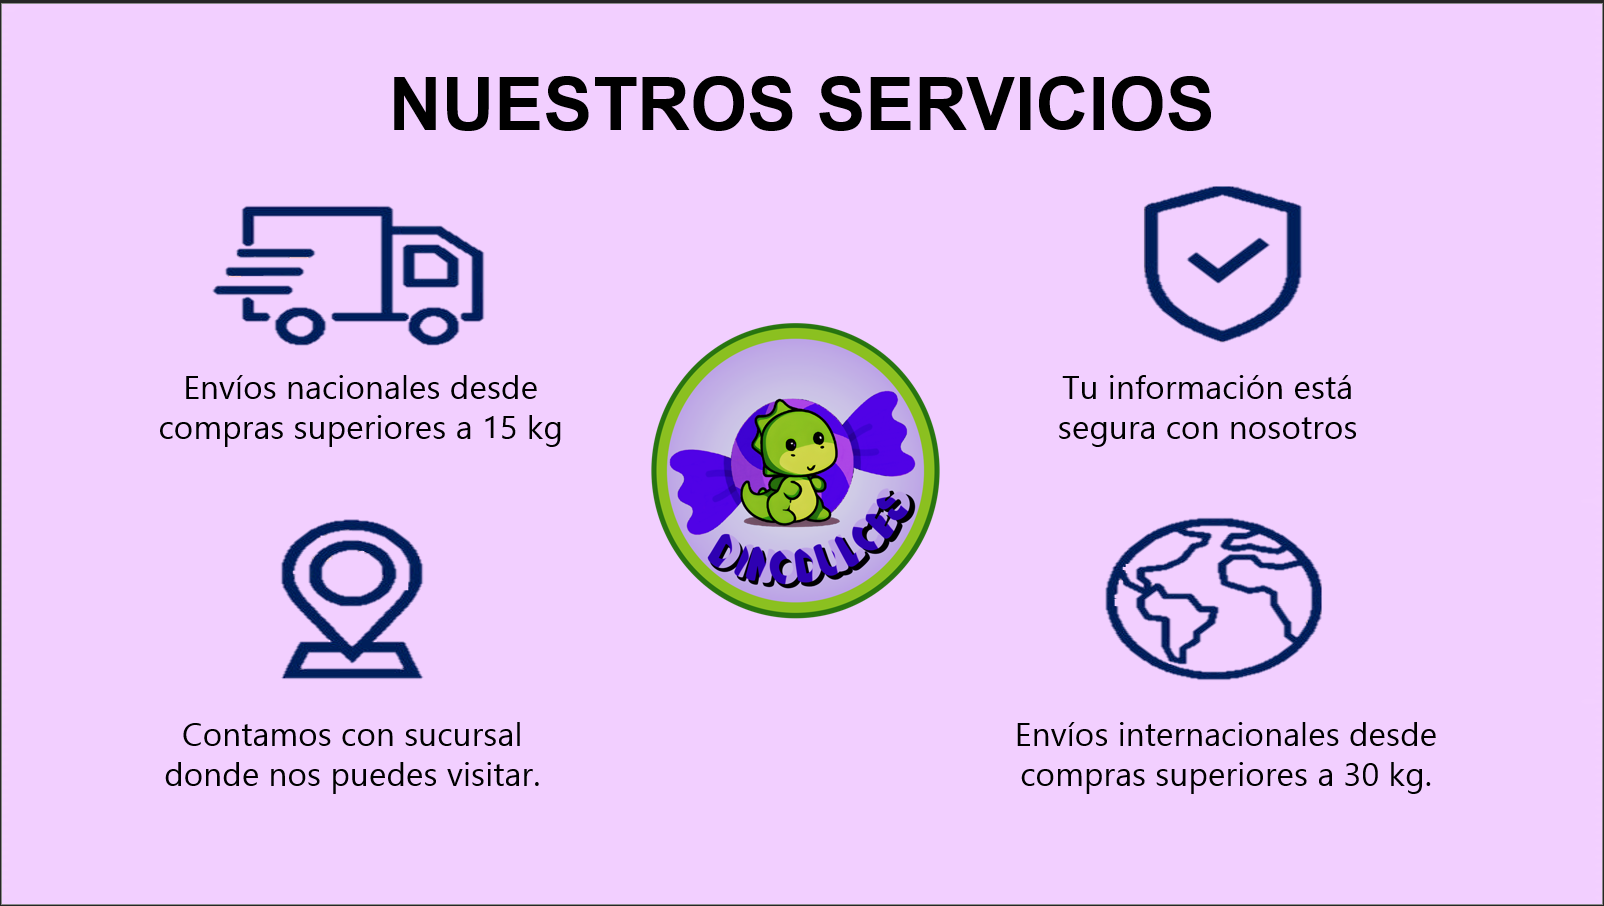 NUESTROS SERVICIOS
Envíos nacionales desde
compras superiores a 15 kg
Tu información está
segura con nosotros
DINODULCES
Contamos con sucursal
donde nos puedes visitar.
Envíos internacionales desde
compras superiores a 30 kg.